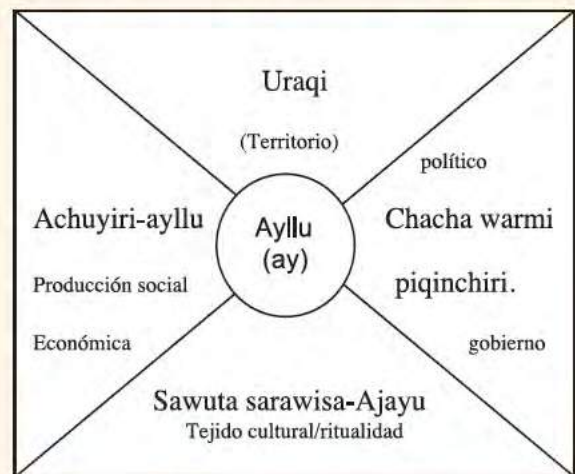 Uraqi
(Territorio)
político
Achuyiri-ayllu
Ayllu
(ay)
Chacha warmi
Producción social
piqinchiri.
Económica
gobierno
Sawuta sarawisa-Ajayu
Tejido cultural/ritualidad